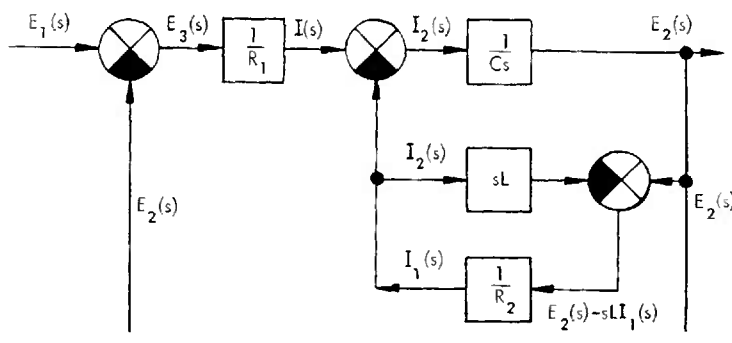 E₁(s)
E₃(s)
1/R₁
I(s)
I₂(s)
1/Cs
E₂(s)
I₂(s)
sL
E₂(s)
E₂(s)
I₁(s)
1/R₂
E₂(s)-sLI₁(s)